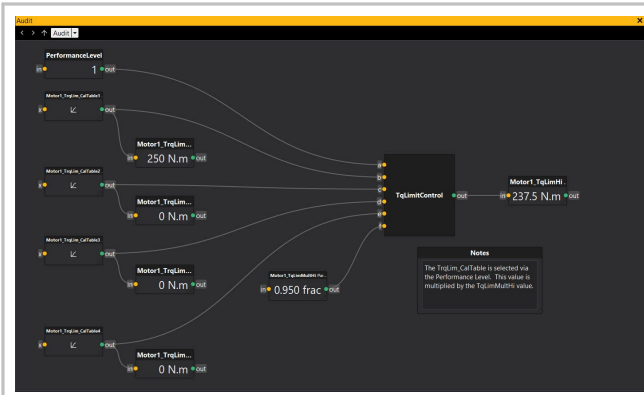 Audit
Audit
PerformanceLevel
in 1 out
Motor1_TrqLim_CalTable1
x out
Motor1_TrqLim...
in 250 N.m out
Motor1_TrqLim_CalTable2
x out
Motor1_TrqLim...
in 0 N.m out
Motor1_TrqLim_CalTable3
x out
Motor1_TrqLim...
in 0 N.m out
Motor1_TrqLim_CalTable4
x out
Motor1_TrqLim...
in 0 N.m out
Motor1_TqLimdMultHi Par...
in 0.950 frac out
a
b
c
d
e
f
TqLimitControl
out
Motor1_TqLimHi
in 237.5 N.m out
Notes
The TrqLim_CalTable is selected via
the Performance Level. This value is
multiplied by the TqLimMultHi value.